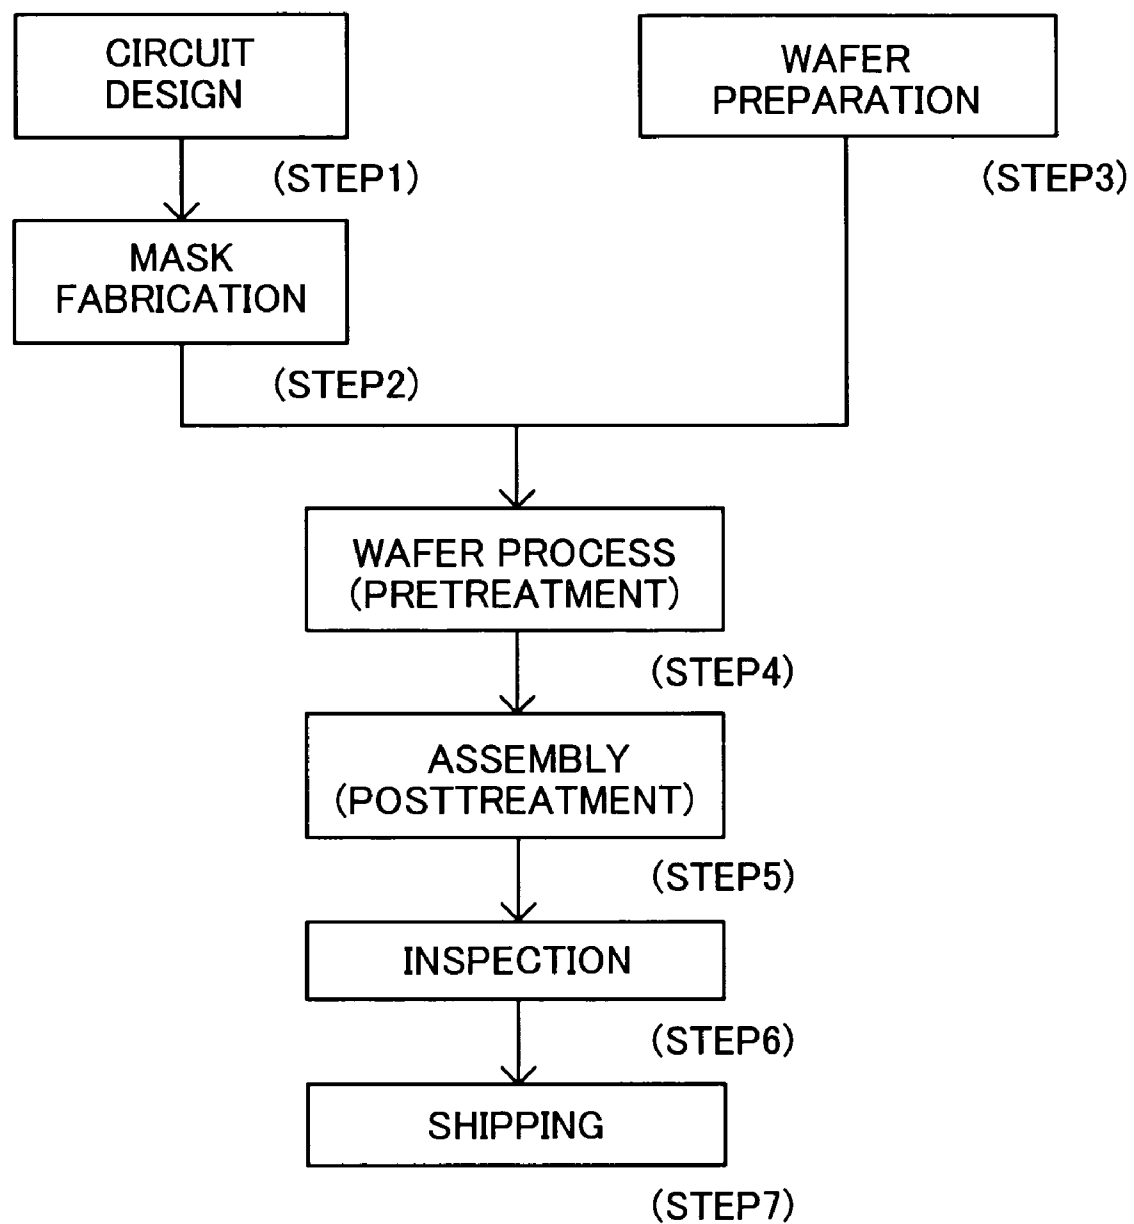 CIRCUIT
DESIGN
(STEP1)
MASK
FABRICATION
(STEP2)
WAFER
PREPARATION
(STEP3)
WAFER PROCESS
(PRETREATMENT)
(STEP4)
ASSEMBLY
(POSTTREATMENT)
(STEP5)
INSPECTION
(STEP6)
SHIPPING
(STEP7)